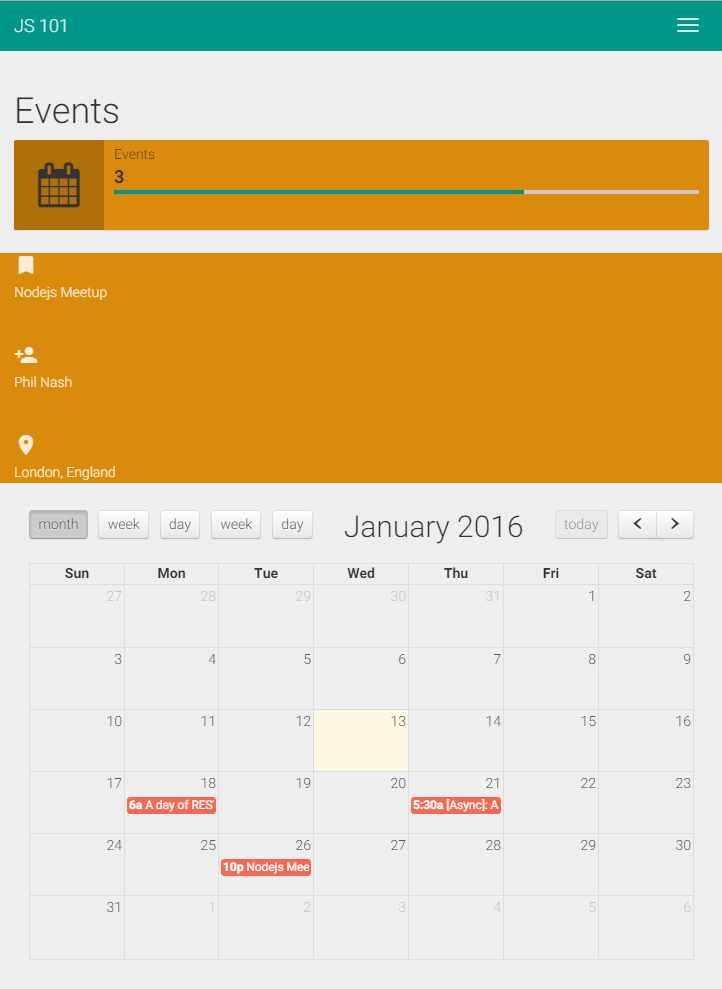 JS 101
Events
Events
3
Nodejs Meetup
Phil Nash
London, England
month week day week day January 2016 today
Sun Mon Tue Wed Thu Fri Sat
27 28 29 30 31 1 2
3 4 5 6 7 8 9
10 11 12 13 14 15 16
17 18 19 20 21 22 23
6a A day of RES 5:30a [Async]: A
24 25 26 27 28 29 30
10p Nodejs Mee
31 1 2 3 4 5 6